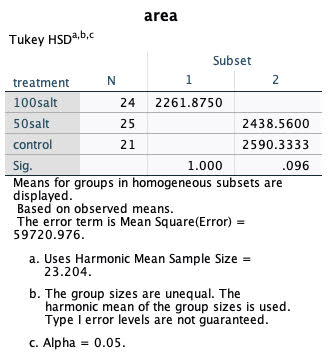 area
Tukey HSDa,b,c
Subset
treatment N 1 2
100salt 24 2261.8750
50salt 25 2438.5600
control 21 2590.3333
Sig. 1.000 .096
Means for groups in homogeneous subsets are
displayed.
Based on observed means.
The error term is Mean Square(Error) =
59720.976.
a. Uses Harmonic Mean Sample Size =
23.204.
b. The group sizes are unequal. The
harmonic mean of the group sizes is used.
Type I error levels are not guaranteed.
c. Alpha = 0.05.